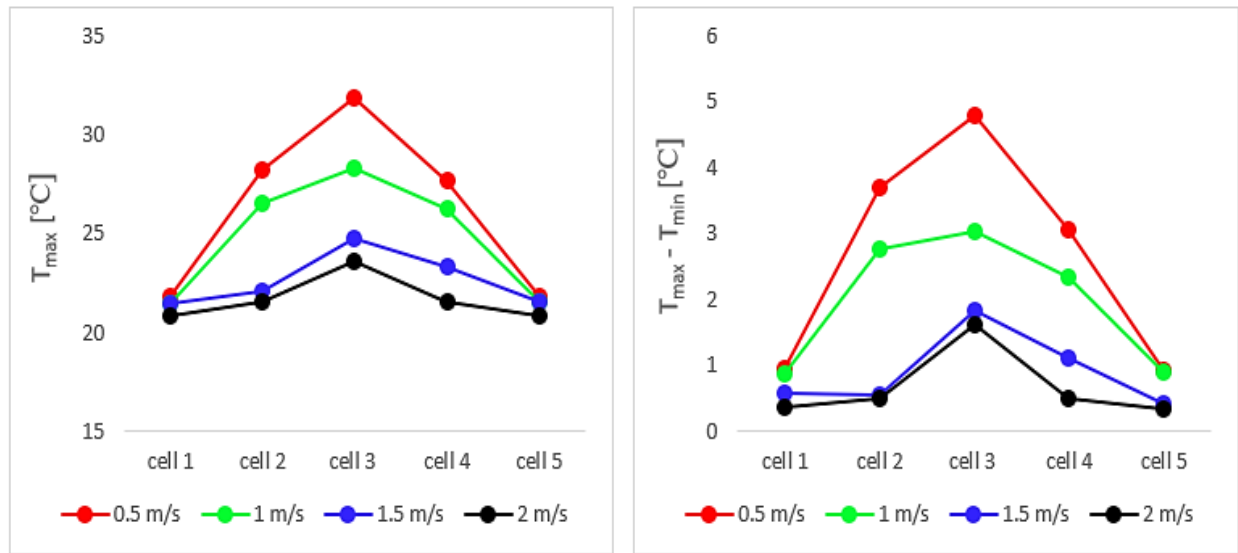 35
30
25
20
15
Tmax [°C]
cell 1 cell 2 cell 3 cell 4 cell 5
0.5 m/s 1 m/s 1.5 m/s 2 m/s
6
5
4
3
2
1
0
Tmax - Tmin [°C]
cell 1 cell 2 cell 3 cell 4 cell 5
0.5 m/s 1 m/s 1.5 m/s 2 m/s